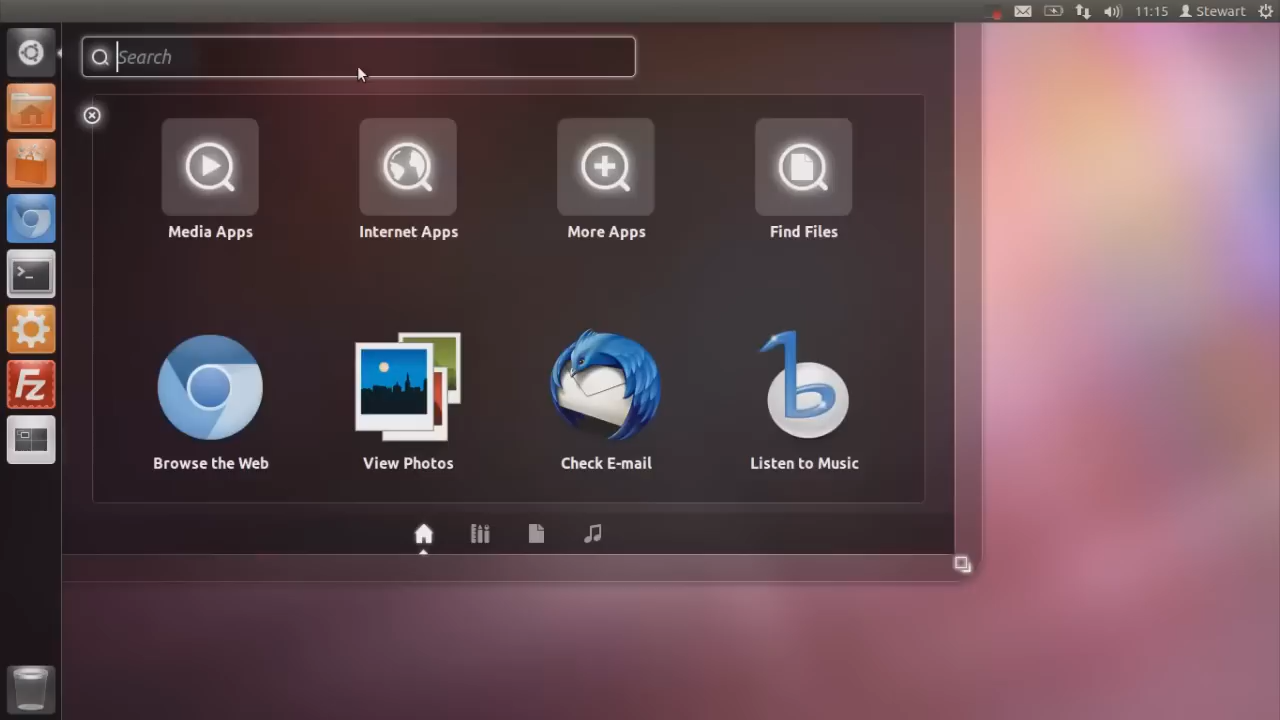 11:15 Stewart
Search
Media Apps Internet Apps More Apps Find Files
Browse the Web View Photos Check E-mail Listen to Music
>_
Fz